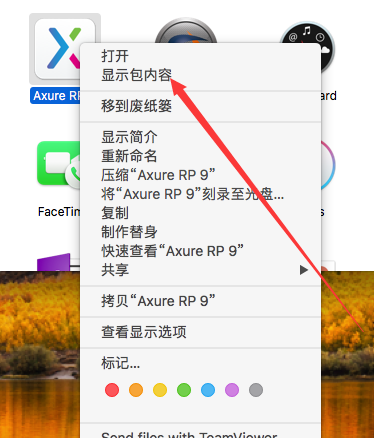 Axure RP
ard
打开
显示包内容
移到废纸篓
显示简介
重新命名
压缩“Axure RP 9”
将“Axure RP 9”刻录至光盘...
FaceTim
s
复制
制作替身
快速查看“Axure RP 9”
共享
拷贝“Axure RP 9”
查看显示选项
标记...
Send files with TeamViewer